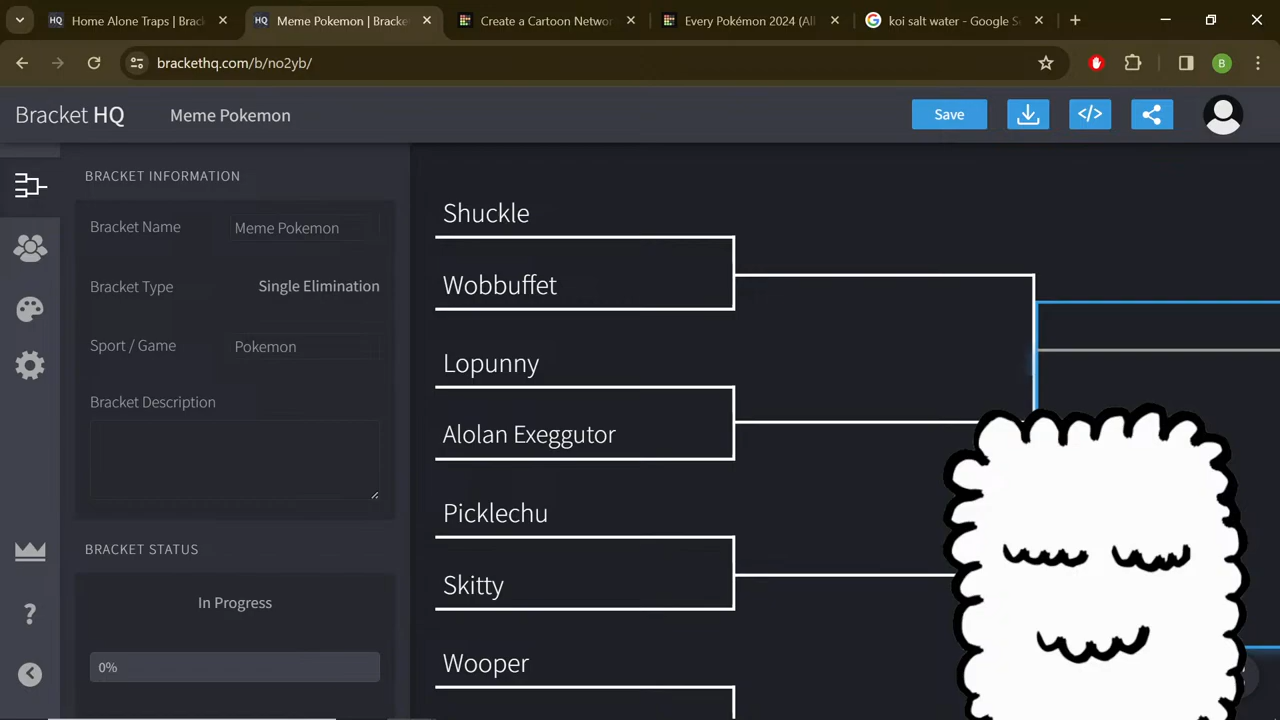 Home Alone Traps | Brack
Meme Pokemon | Bracke
Create a Cartoon Networ
Every Pokémon 2024 (All
koi salt water - Google Se
brackethq.com/b/no2yb/
B
Bracket HQ
Meme Pokemon
Save
</>
BRACKET INFORMATION
Bracket Name
Meme Pokemon
Bracket Type
Single Elimination
Sport / Game
Pokemon
Bracket Description
BRACKET STATUS
In Progress
0%
Shuckle
Wobbuffet
Lopunny
Alolan Exeggutor
Picklechu
Skitty
Wooper